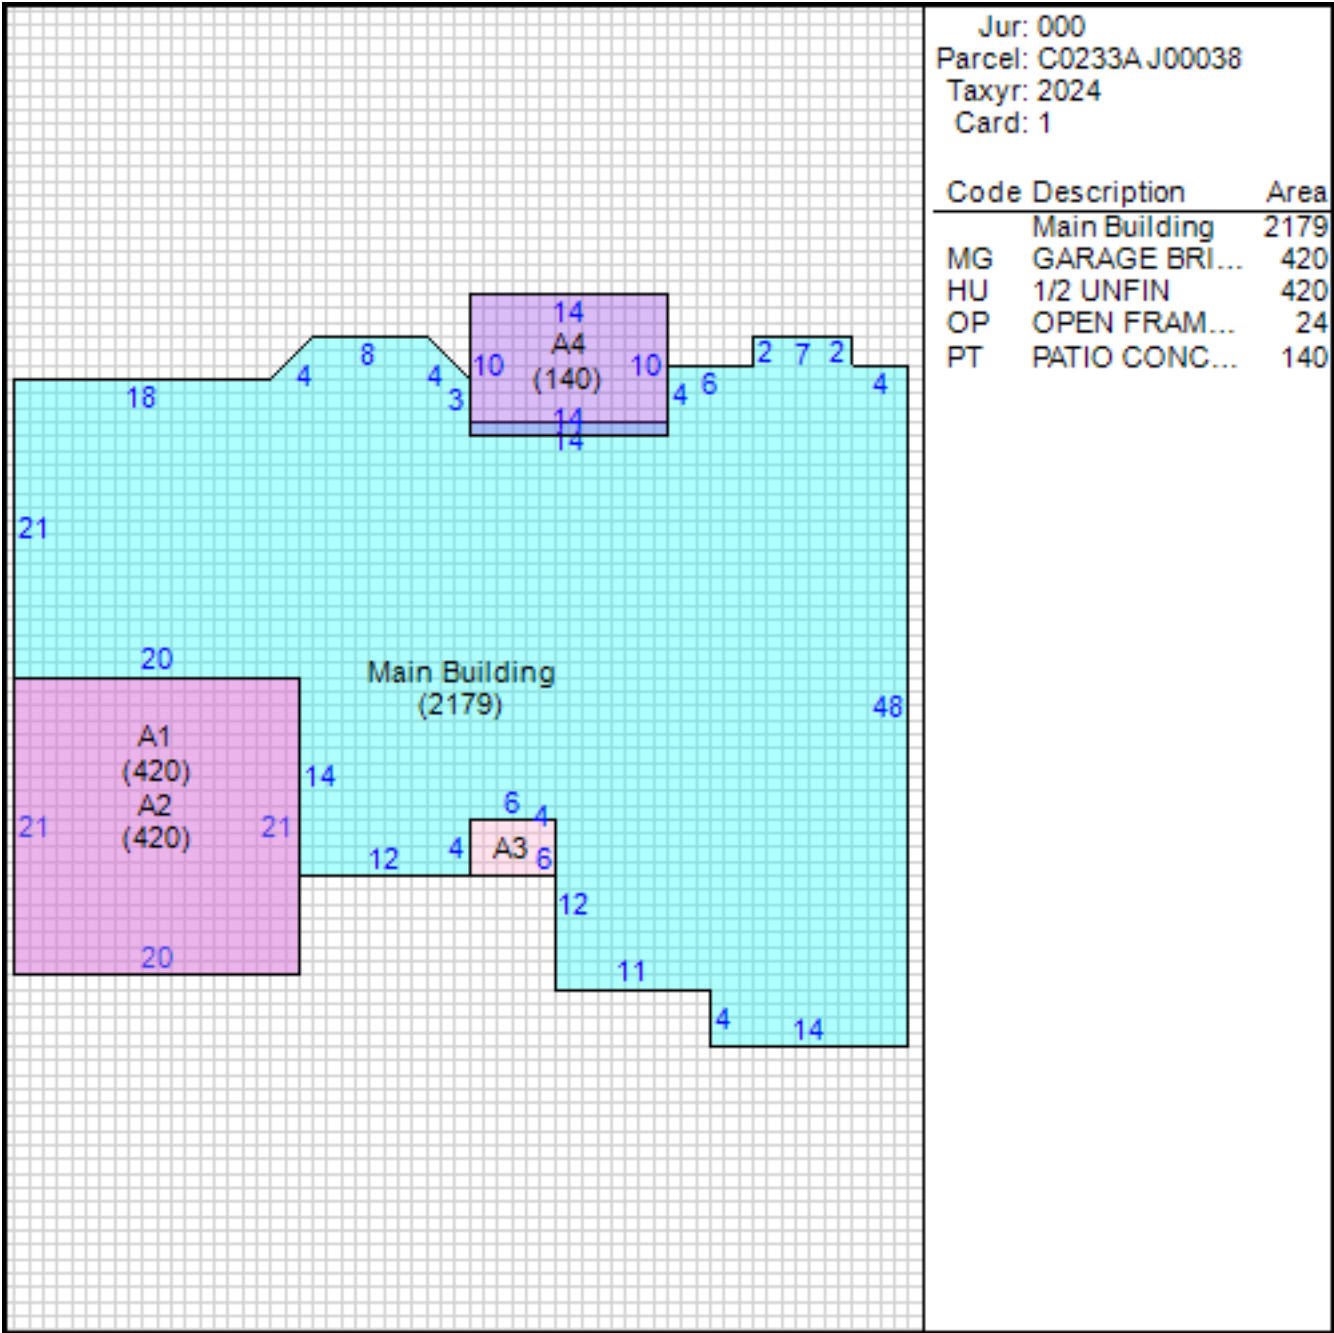 Jur: 000
Parcel: C0233A J00038
Taxyr: 2024
Card: 1
Code Description Area
Main Building 2179
MG GARAGE BRI... 420
HU 1/2 UNFIN 420
OP OPEN FRAM... 24
PT PATIO CONC... 140
14
A4
(140)
10
10
14
14
8
4
4
3
18
4
6
2
7
2
4
21
20
Main Building
(2179)
48
A1
(420)
A2
(420)
21
21
20
14
12
6
4
4
A3
6
12
11
4
14